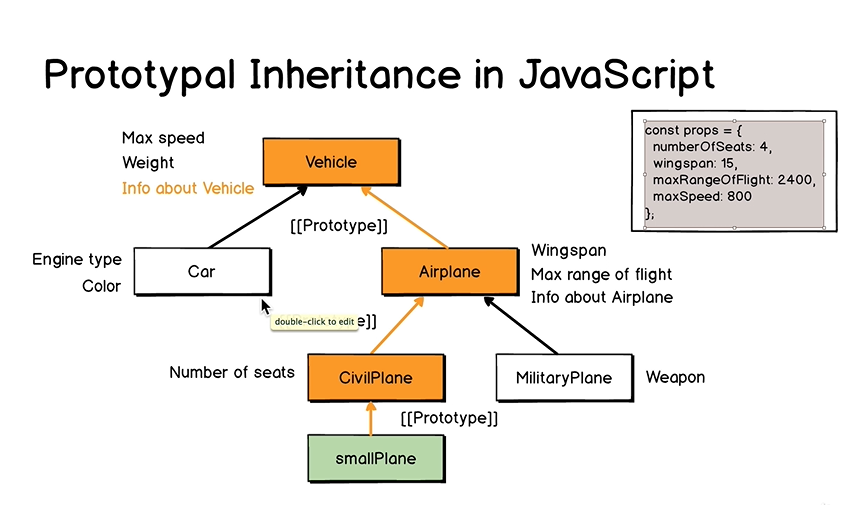 Prototypal Inheritance in JavaScript
Max speed
Weight
Info about Vehicle
Vehicle
const props = {
numberOfSeats: 4,
wingspan: 15,
maxRangeOfFlight: 2400,
maxSpeed: 800
};
[[Prototype]]
Engine type
Color
Car
Airplane
Wingspan
Max range of flight
Info about Airplane
double-click to edit
e]]
Number of seats
CivilPlane
MilitaryPlane
Weapon
[[Prototype]]
smallPlane